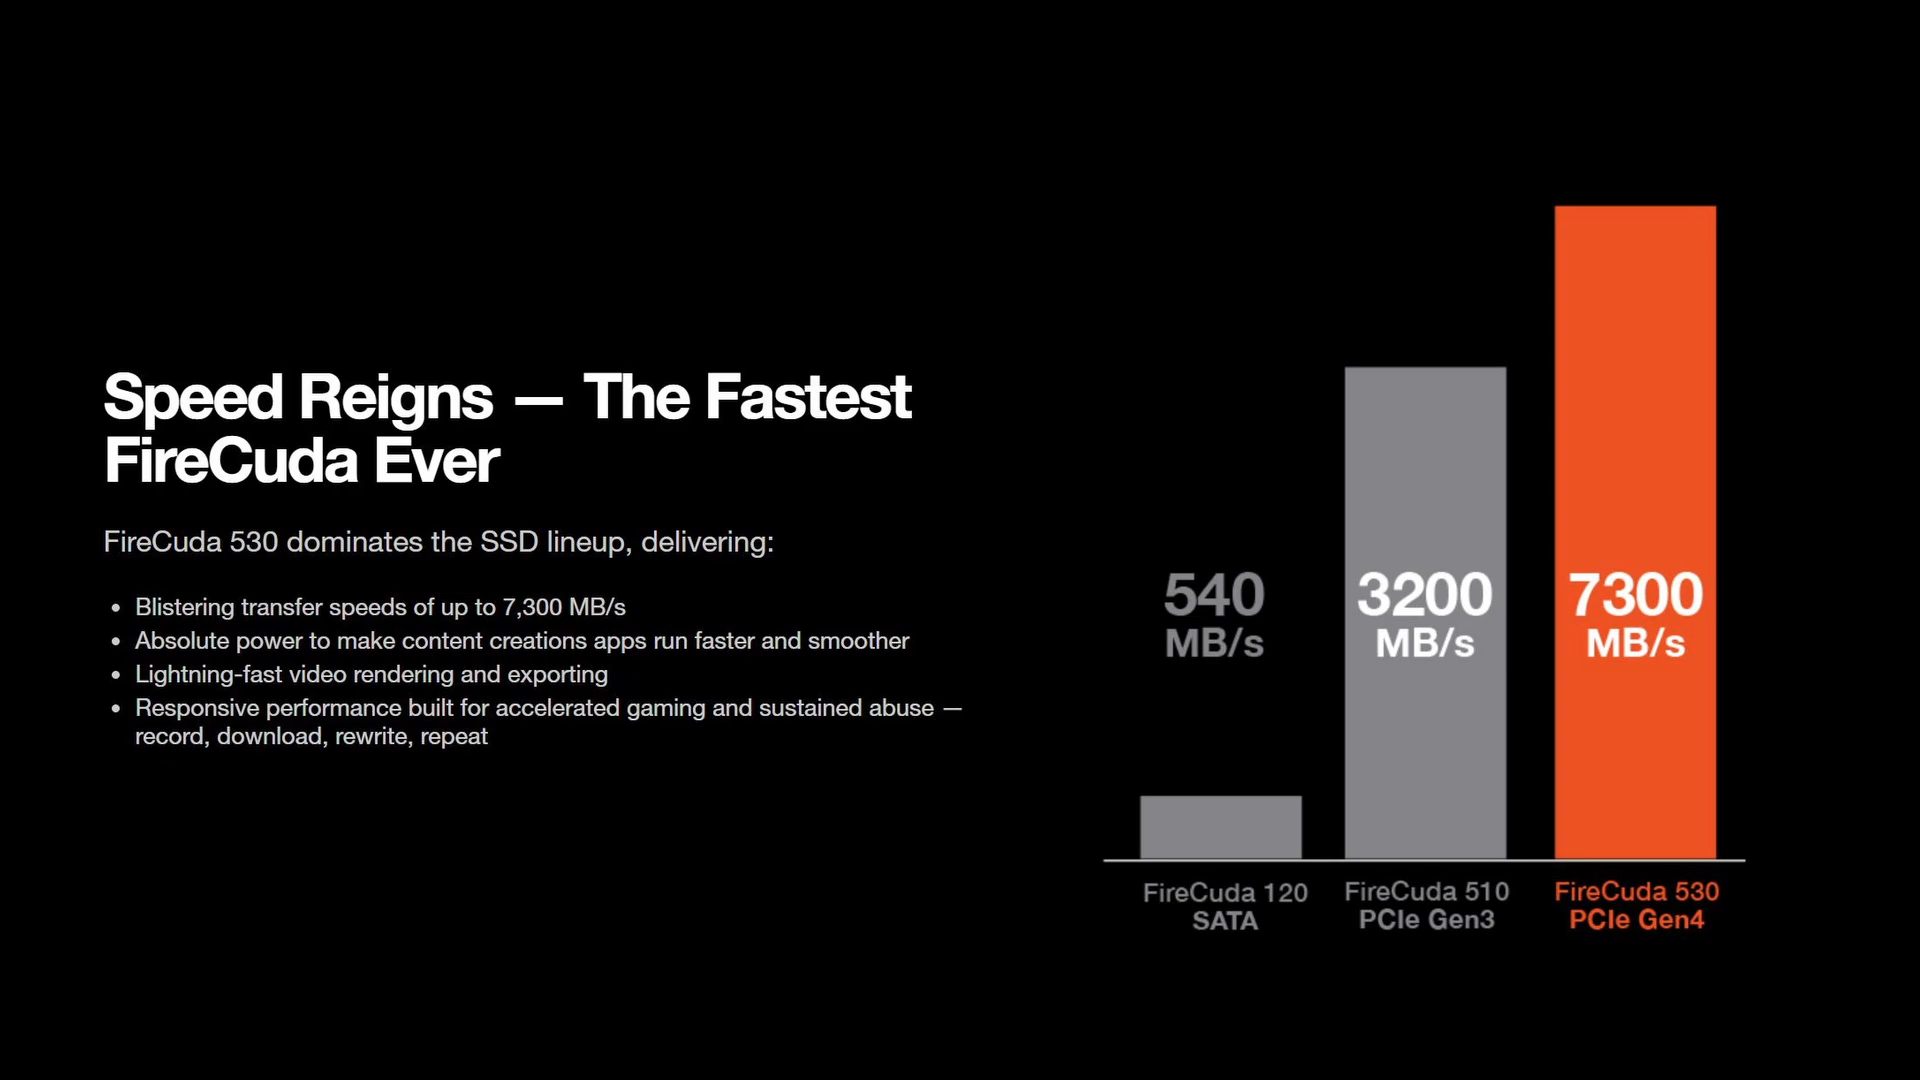 Speed Reigns — The Fastest
FireCuda Ever
FireCuda 530 dominates the SSD lineup, delivering:
• Blistering transfer speeds of up to 7,300 MB/s
• Absolute power to make content creations apps run faster and smoother
• Lightning-fast video rendering and exporting
• Responsive performance built for accelerated gaming and sustained abuse —
record, download, rewrite, repeat
540
MB/s
3200
MB/s
7300
MB/s
FireCuda 120
SATA
FireCuda 510
PCIe Gen3
FireCuda 530
PCIe Gen4